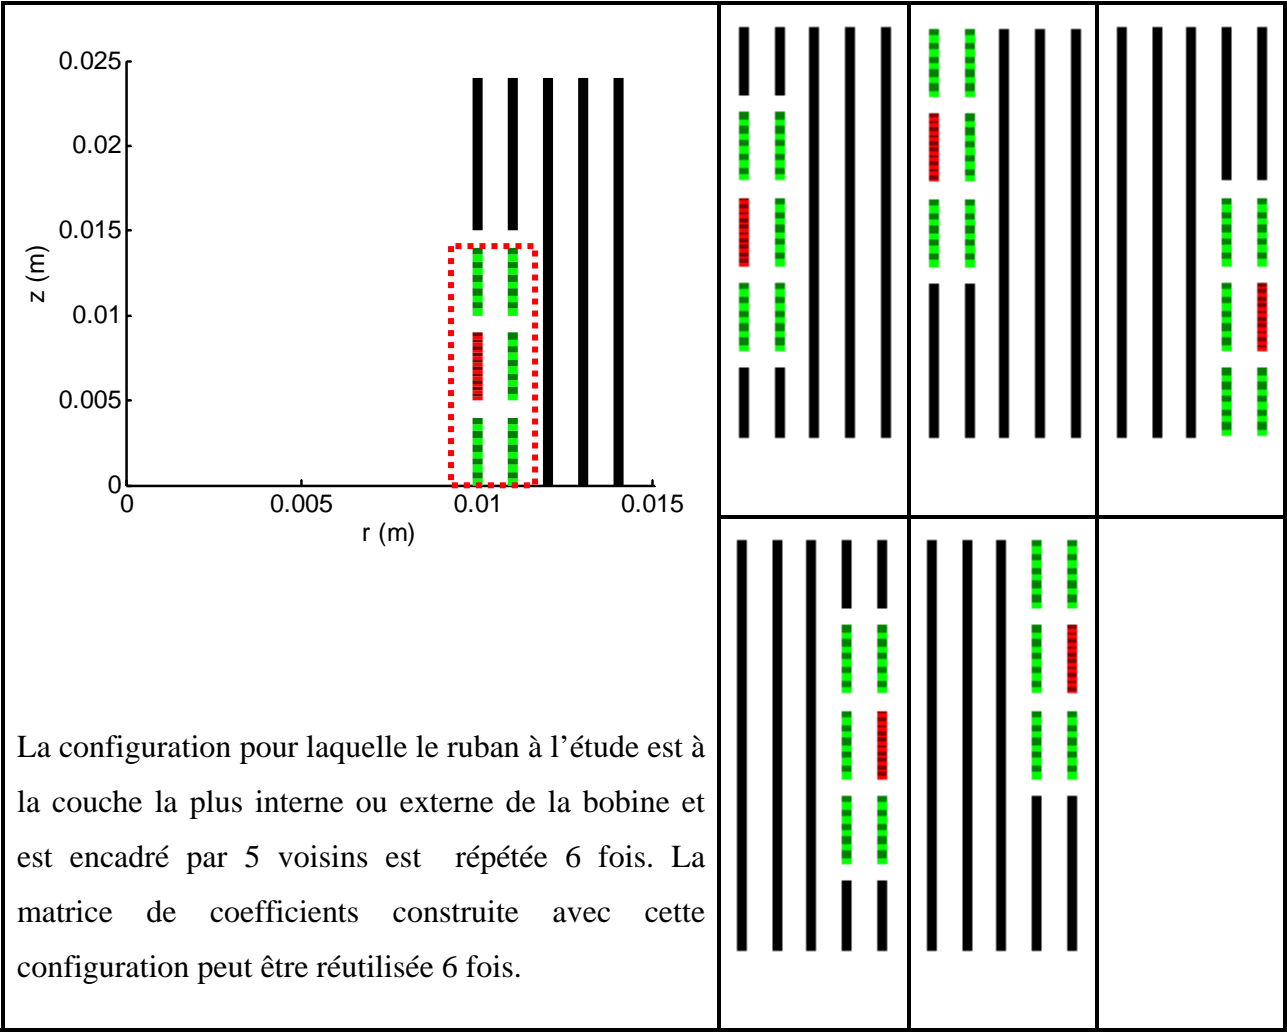 0.025
0.02
0.015
0.01
0.005
0
z (m)
0
0.005
0.01
0.015
r (m)
La configuration pour laquelle le ruban à l’étude est à
la couche la plus interne ou externe de la bobine et
est encadré par 5 voisins est répétée 6 fois. La
matrice de coefficients construite avec cette
configuration peut être réutilisée 6 fois.